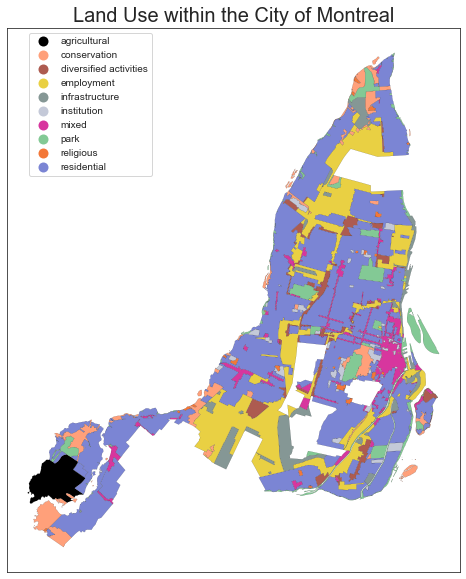 Land Use within the City of Montreal
agricultural
conservation
diversified activities
employment
infrastructure
institution
mixed
park
religious
residential